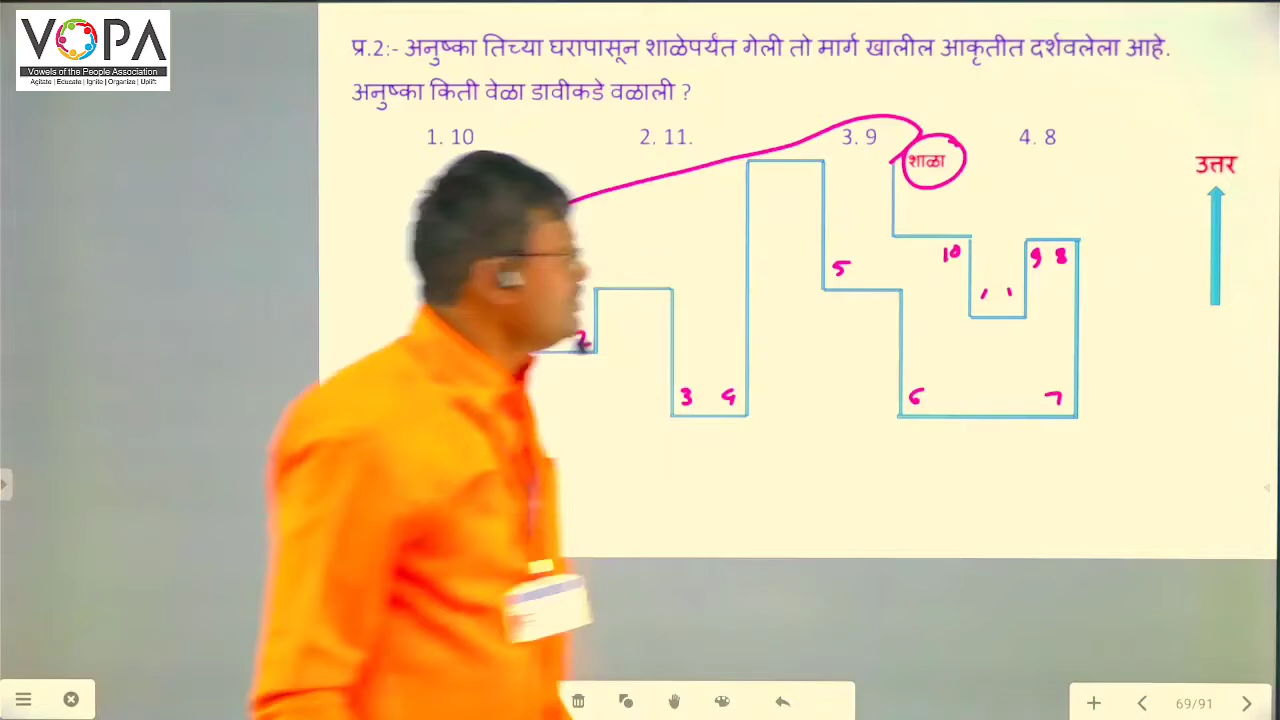 VOPA
Vowels of the People Association
Agitate | Educate | Ignite | Organize | Uplift
प्र.2:- अनुष्का तिच्या घरापासून शाळेपर्यंत गेली तो मार्ग खालील आकृतीत दर्शवलेला आहे.
अनुष्का किती वेळा डावीकडे वळाली ?
1. 10 2. 11. 3. 9 4. 8
शाळा
उत्तर
10 9 8
5
2
3 4 6 7
69/91